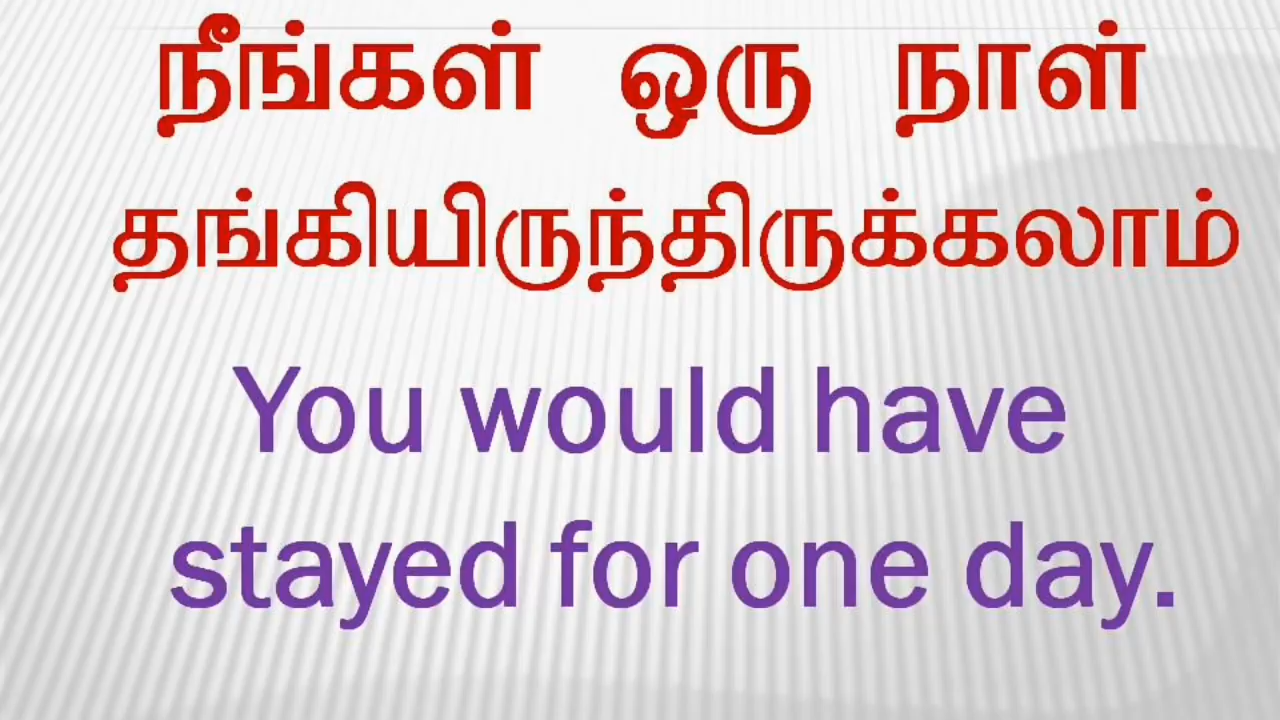 நீங்கள் ஒரு நாள்
தங்கியிருந்திருக்கலாம்
You would have
stayed for one day.